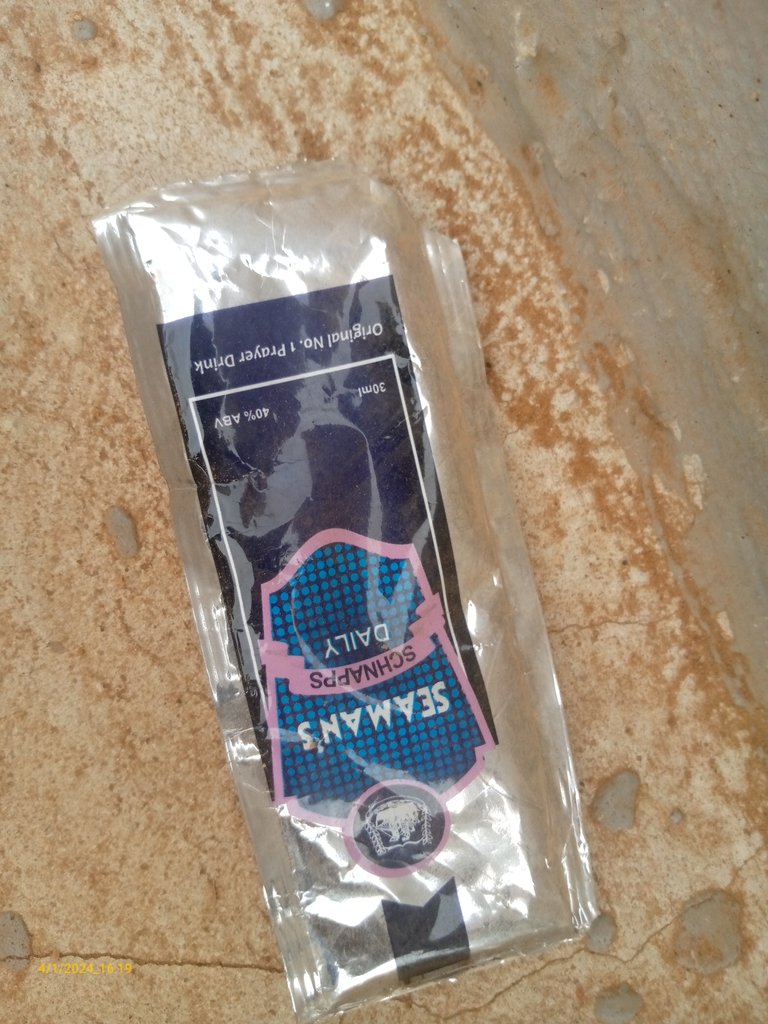 SEAMAN'S
SCHNAPPS
DAILY
40% ABV 30ml
Original No. 1 Prayer Drink
4/1/2024 16:19